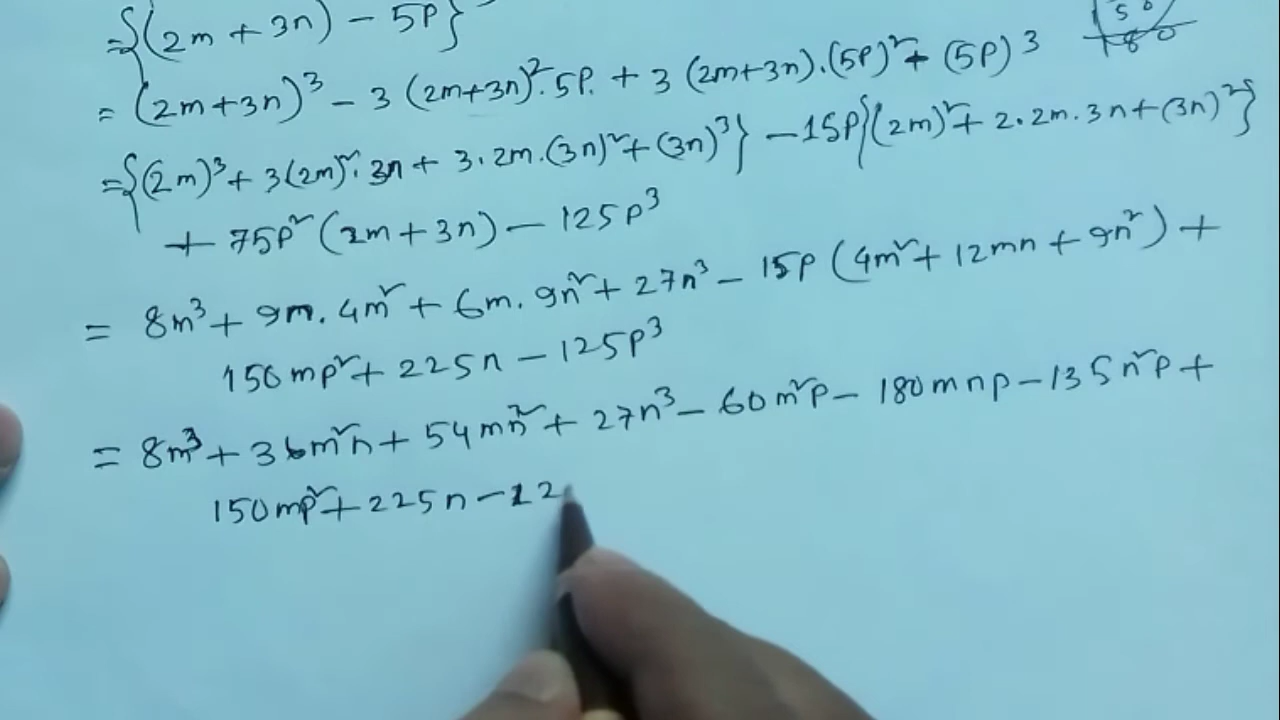 ={(2m + 3n) - 5P}
= (2m+3n)³ - 3 (2m+3n)².5P. + 3 (2m+3n).(5P)² + (5P)³
={(2m)³ + 3(2m)².3n + 3.2m.(3n)² + (3n)³} - 15P{(2m)² + 2.2m.3n + (3n)²}
+ 75P² (2m + 3n) - 125P³
= 8m³ + 9n. 4m² + 6m. 9n² + 27n³ - 15P (4m² + 12mn + 9n²) +
150mp² + 225n - 125P³
= 8m³ + 36m²n + 54mn² + 27n³ - 60m²p - 180mnp - 135n²p +
150mp² + 225n - 12